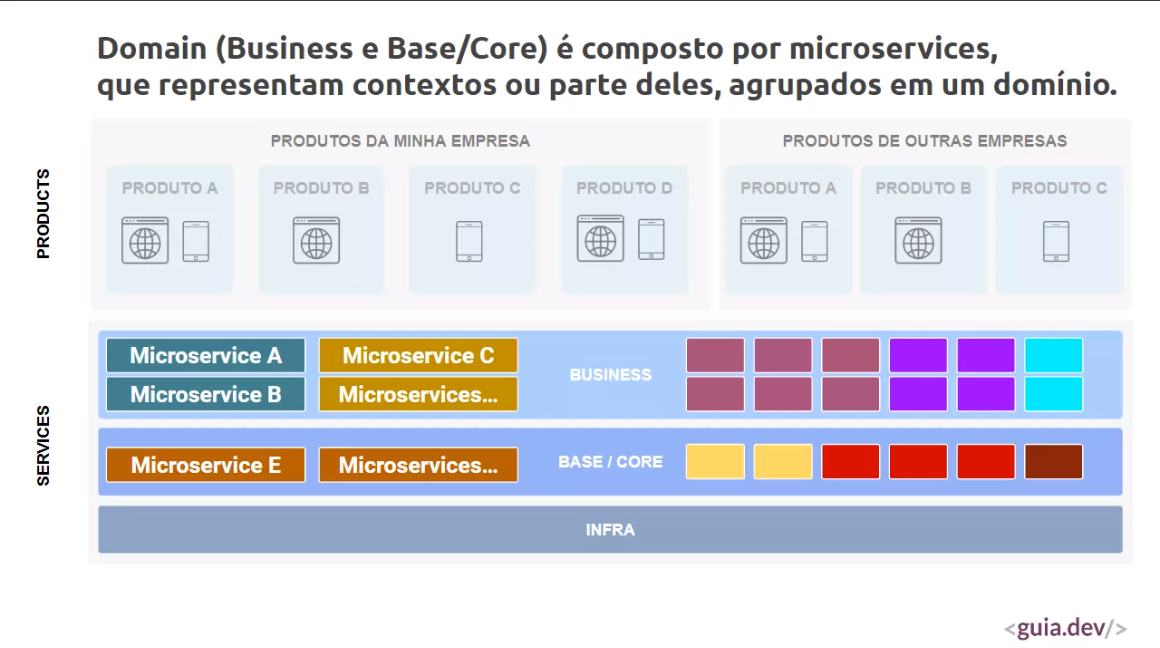 Domain (Business e Base/Core) é composto por microservices,
que representam contextos ou parte deles, agrupados em um domínio.
PRODUCTS
PRODUTOS DA MINHA EMPRESA
PRODUTO A
PRODUTO B
PRODUTO C
PRODUTO D
PRODUTOS DE OUTRAS EMPRESAS
PRODUTO A
PRODUTO B
PRODUTO C
SERVICES
Microservice A
Microservice C
Microservice B
Microservices...
BUSINESS
Microservice E
Microservices...
BASE / CORE
INFRA
<guia.dev/>